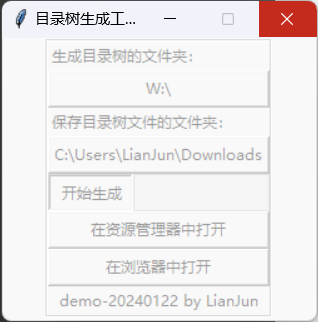 目录树生成工...
生成目录树的文件夹：
W:\
保存目录树文件的文件夹：
C:\Users\LianJun\Downloads
开始生成
在资源管理器中打开
在浏览器中打开
demo-20240122 by LianJun